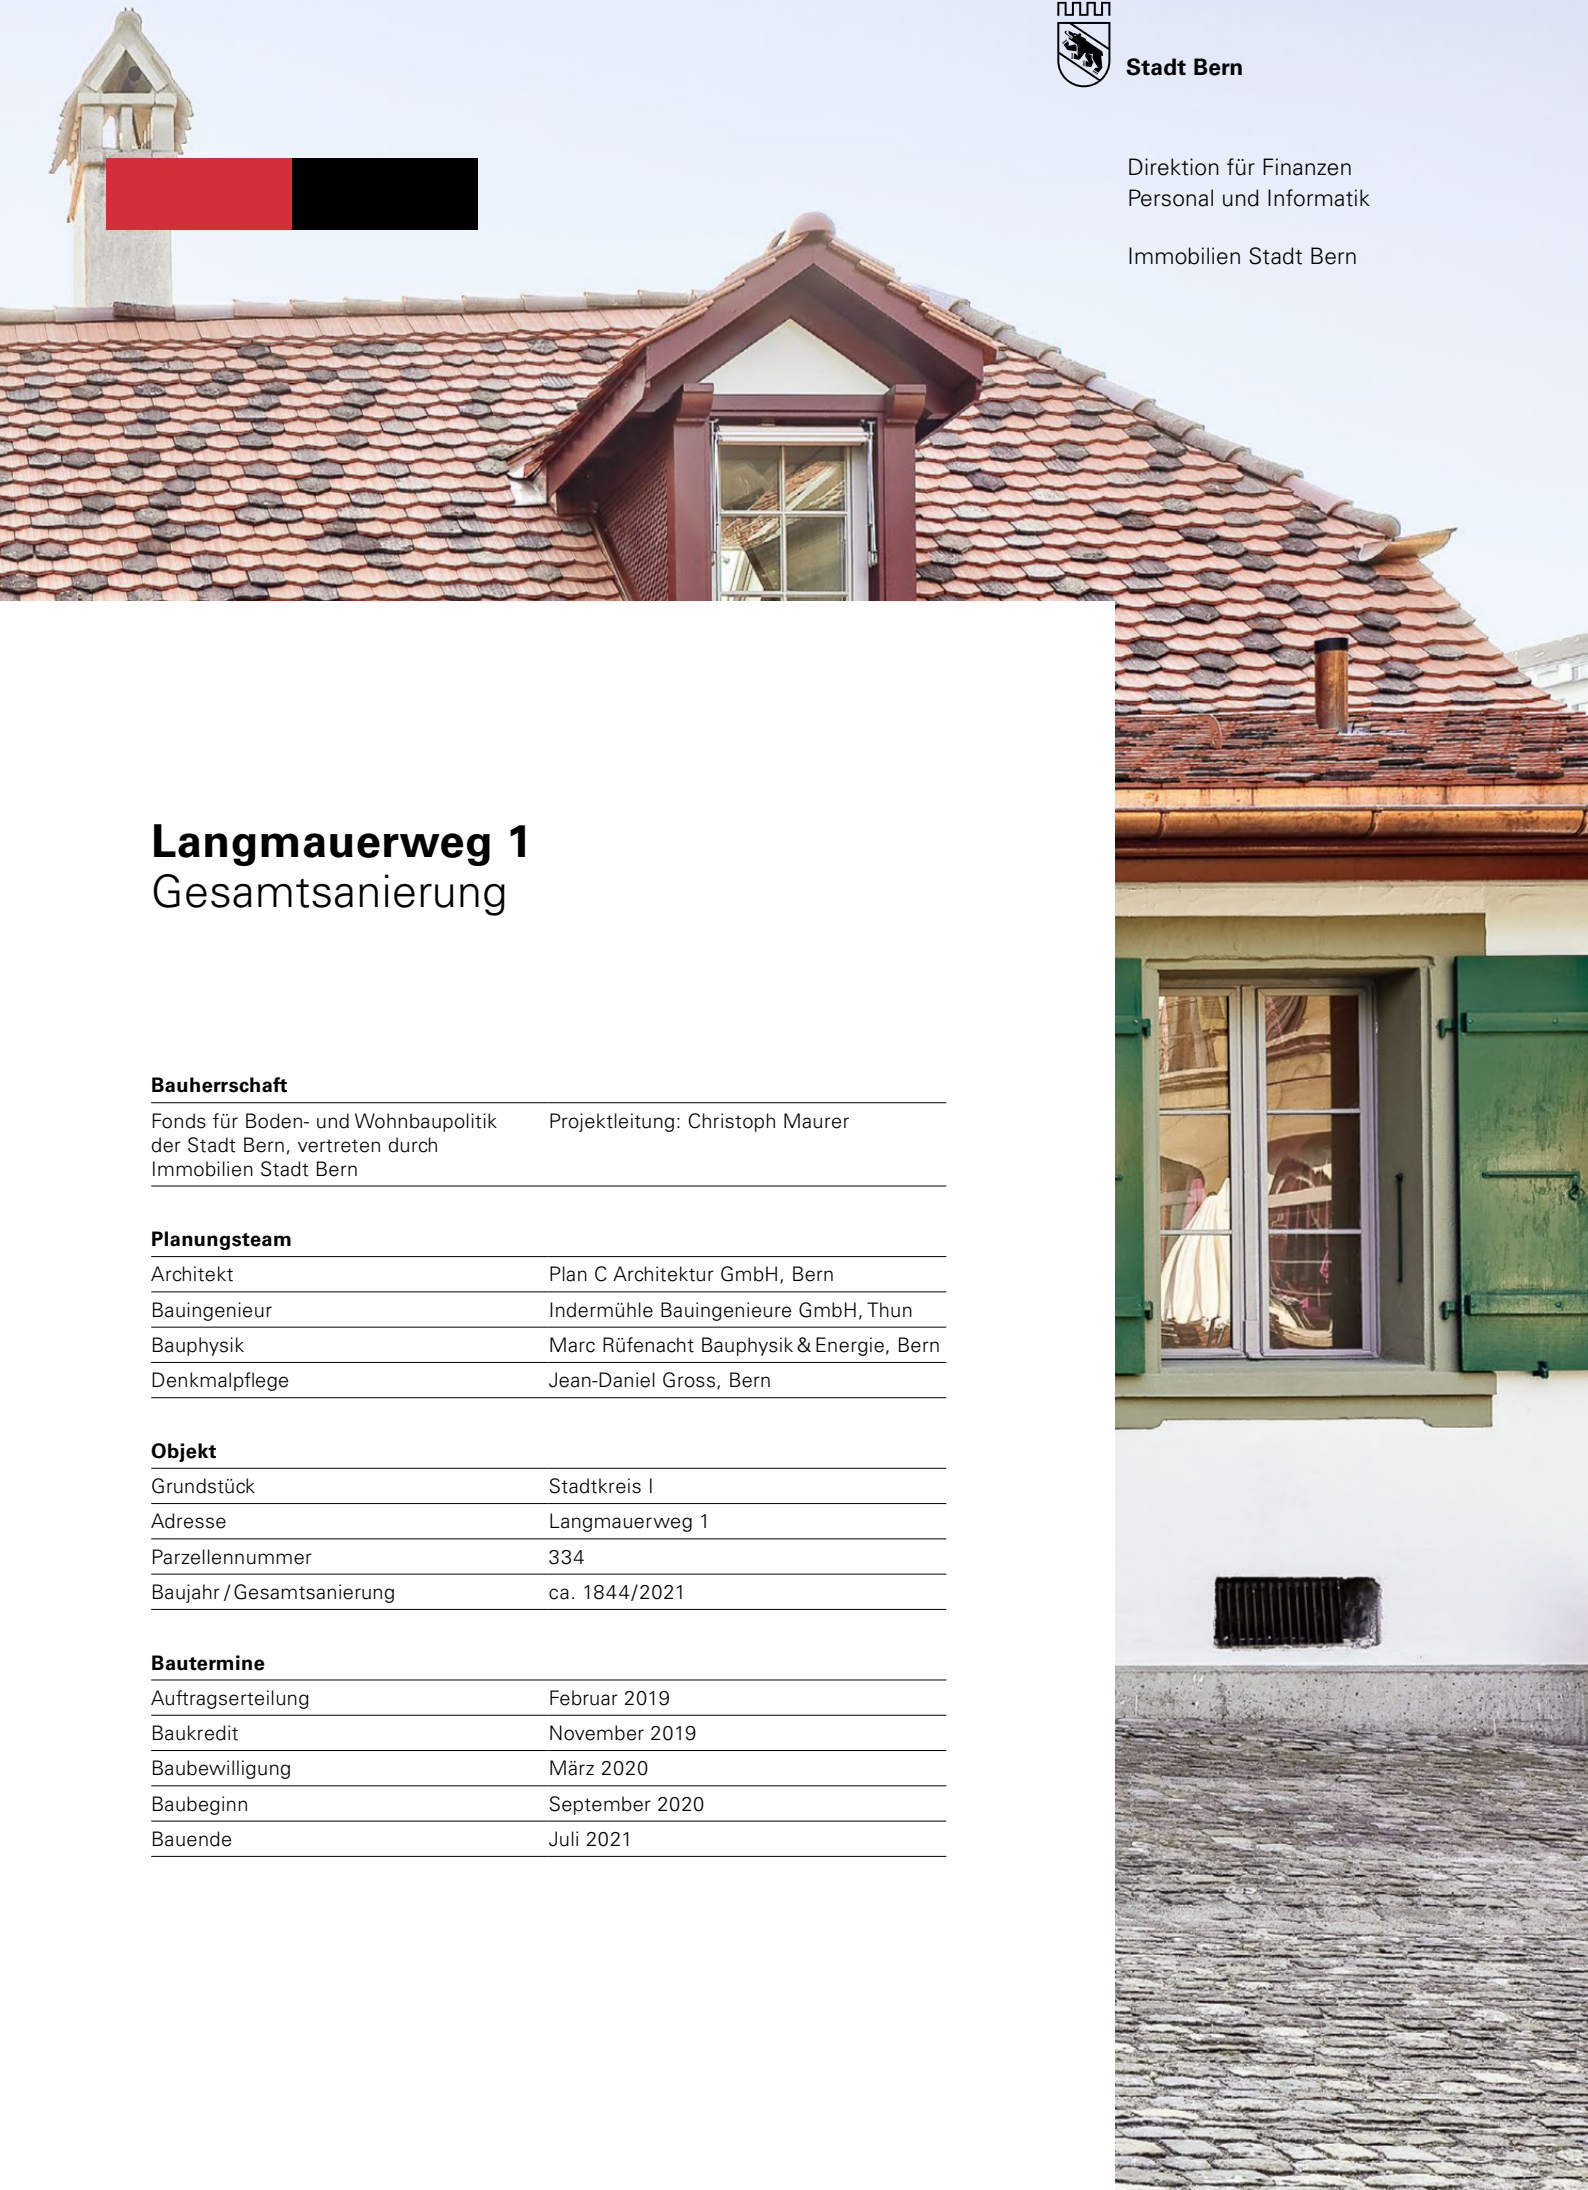 Stadt Bern
Direktion für Finanzen
Personal und Informatik
Immobilien Stadt Bern
Langmauerweg 1
Gesamtsanierung
Bauherrschaft
Fonds für Boden- und Wohnbaupolitik
der Stadt Bern, vertreten durch
Immobilien Stadt Bern
Projektleitung: Christoph Maurer
Planungsteam
Architekt Plan C Architektur GmbH, Bern
Bauingenieur Indermühle Bauingenieure GmbH, Thun
Bauphysik Marc Rüfenacht Bauphysik & Energie, Bern
Denkmalpflege Jean-Daniel Gross, Bern
Objekt
Grundstück Stadtkreis I
Adresse Langmauerweg 1
Parzellennummer 334
Baujahr / Gesamtsanierung ca. 1844/2021
Bautermine
Auftragserteilung Februar 2019
Baukredit November 2019
Baubewilligung März 2020
Baubeginn September 2020
Bauende Juli 2021